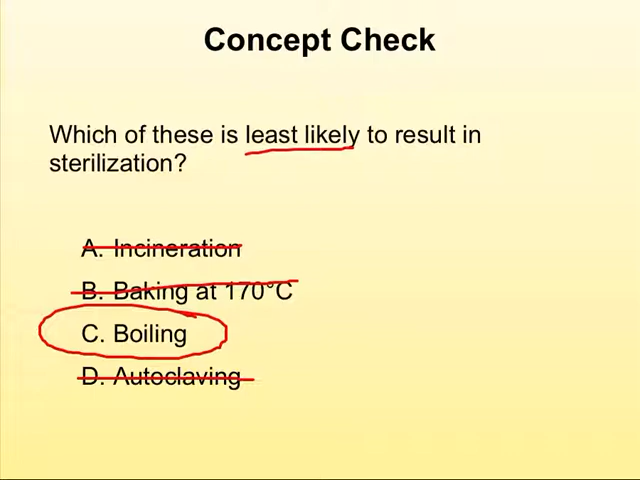 Concept Check
Which of these is least likely to result in
sterilization?
A. Incineration
B. Baking at 170°C
C. Boiling
D. Autoclaving